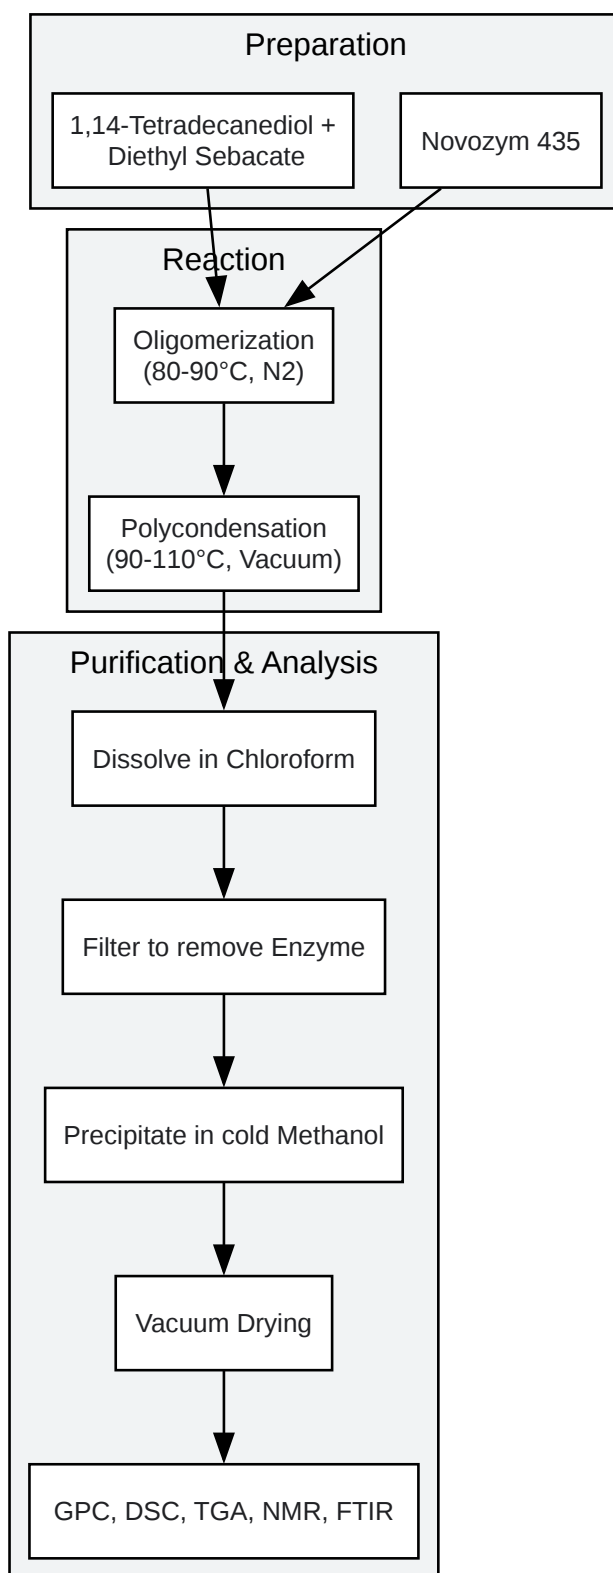 Preparation
1,14-Tetradecanediol +
Diethyl Sebacate
Novozym 435
Reaction
Oligomerization
(80-90°C, N2)
Polycondensation
(90-110°C, Vacuum)
Purification & Analysis
Dissolve in Chloroform
Filter to remove Enzyme
Precipitate in cold Methanol
Vacuum Drying
GPC, DSC, TGA, NMR, FTIR